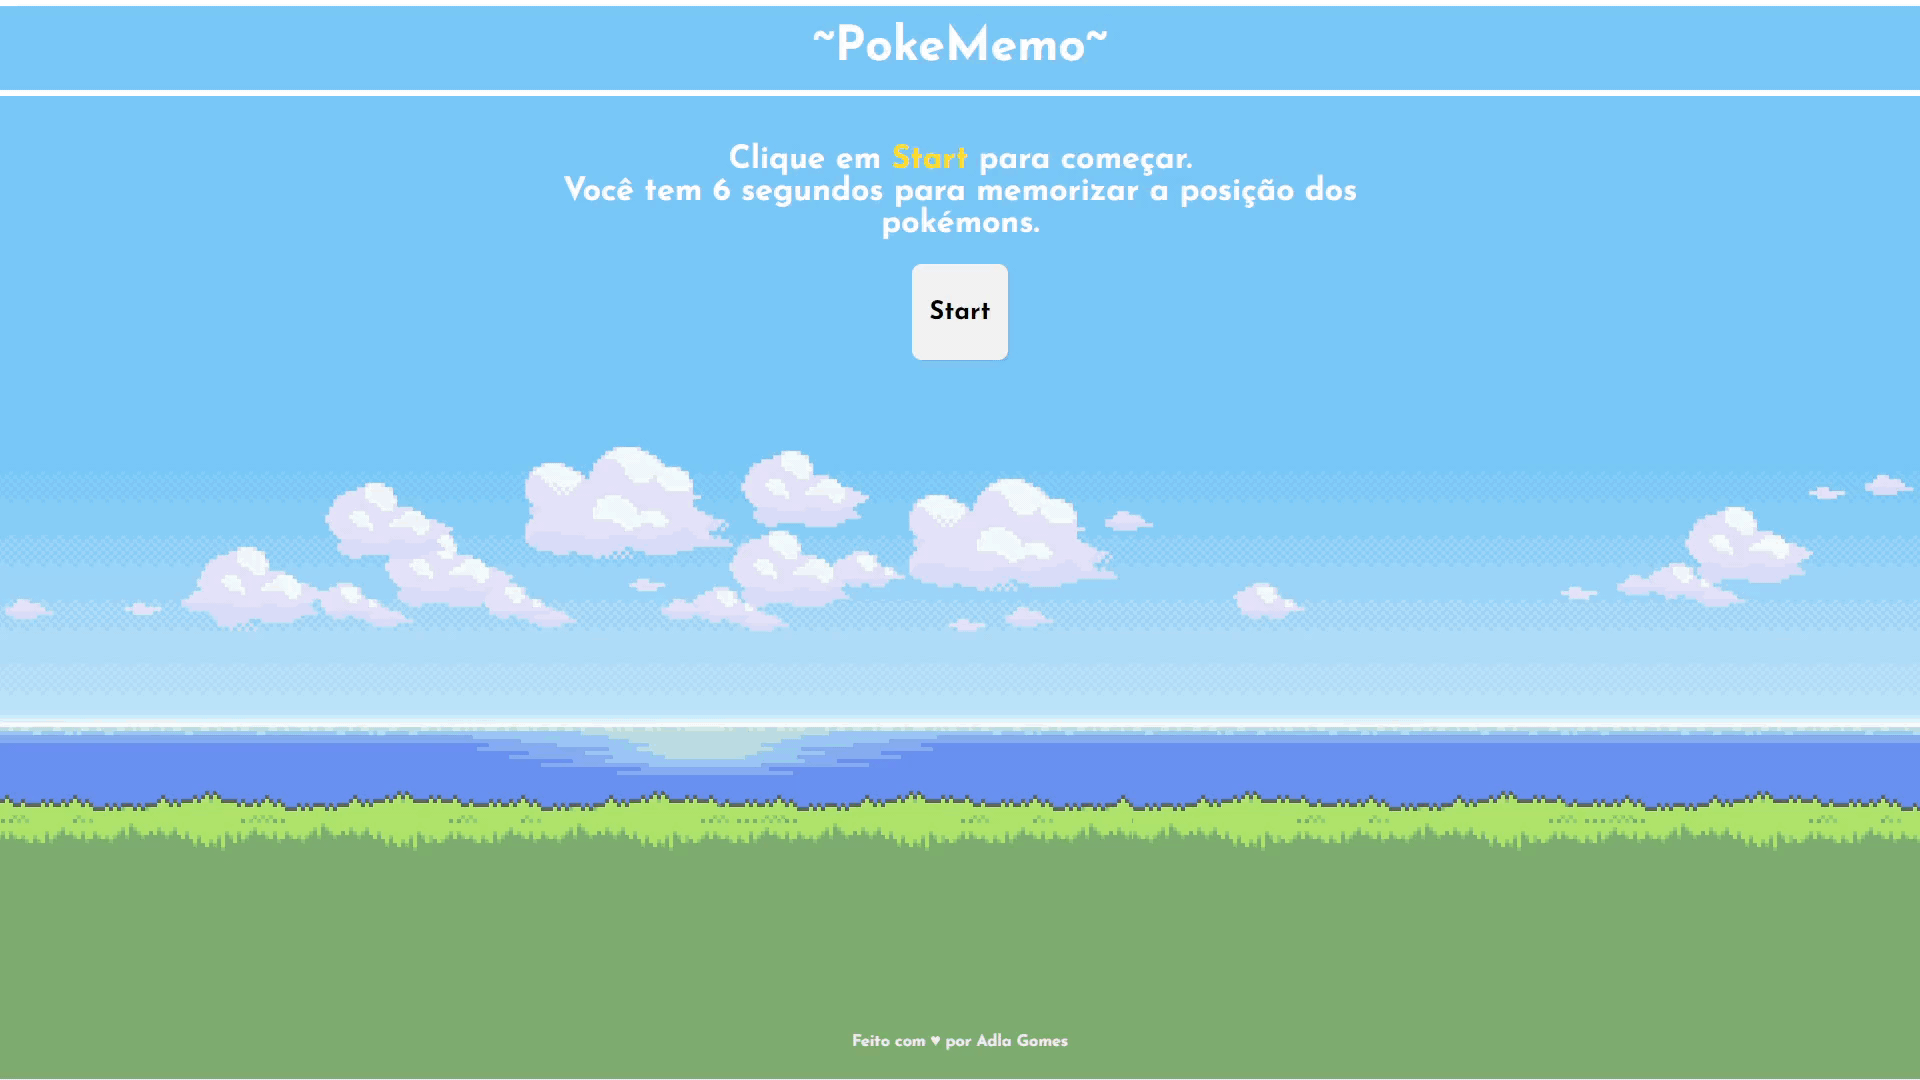 ~PokeMemo~
Clique em Start para começar.
Você tem 6 segundos para memorizar a posição dos
pokémons.
Start
Feito com ♥ por Adla Gomes